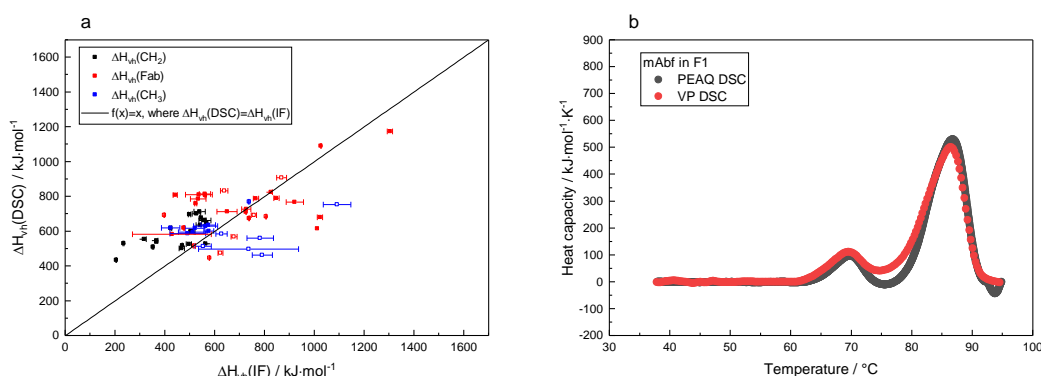 a
ΔHvh(CH2)
ΔHvh(Fab)
ΔHvh(CH3)
f(x)=x, where ΔHvh(DSC)=ΔHvh(IF)
ΔHvh(DSC) / kJ·mol-1
1600
1400
1200
1000
800
600
400
200
0
0 200 400 600 800 1000 1200 1400 1600
ΔHvh(IF) / kJ·mol-1
b
mAbf in F1
PEAQ DSC
VP DSC
Heat capacity / kJ·mol-1·K-1
900
800
700
600
500
400
300
200
100
0
-100
-200
30 40 50 60 70 80 90 100
Temperature / °C